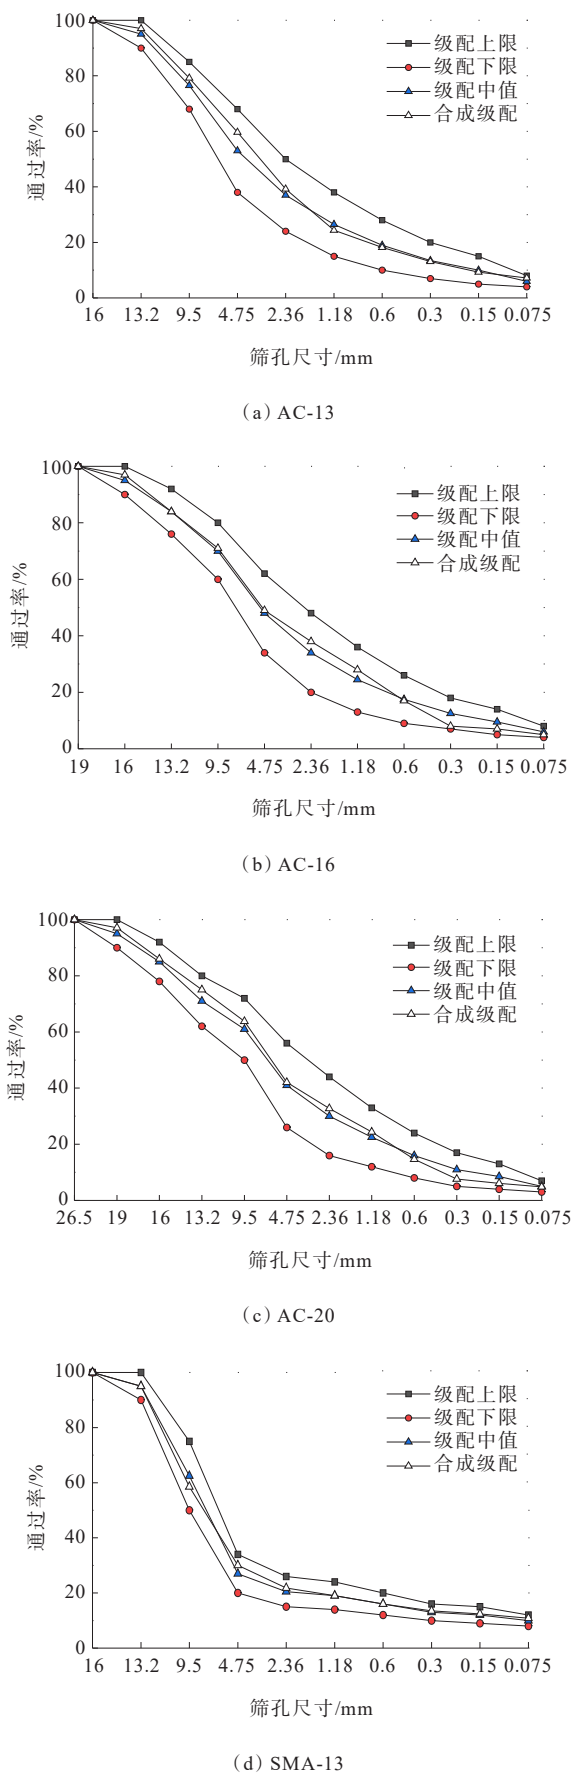 级配上限
级配下限
级配中值
合成级配
通过率/%
100
80
60
40
20
0
16 13.2 9.5 4.75 2.36 1.18 0.6 0.3 0.15 0.075
筛孔尺寸/mm
（a）AC-13
级配上限
级配下限
级配中值
合成级配
通过率/%
100
80
60
40
20
0
19 16 13.2 9.5 4.75 2.36 1.18 0.6 0.3 0.15 0.075
筛孔尺寸/mm
（b）AC-16
级配上限
级配下限
级配中值
合成级配
通过率/%
100
80
60
40
20
0
26.5 19 16 13.2 9.5 4.75 2.36 1.18 0.6 0.3 0.15 0.075
筛孔尺寸/mm
（c）AC-20
级配上限
级配下限
级配中值
合成级配
通过率/%
100
80
60
40
20
0
16 13.2 9.5 4.75 2.36 1.18 0.6 0.3 0.15 0.075
筛孔尺寸/mm
（d）SMA-13